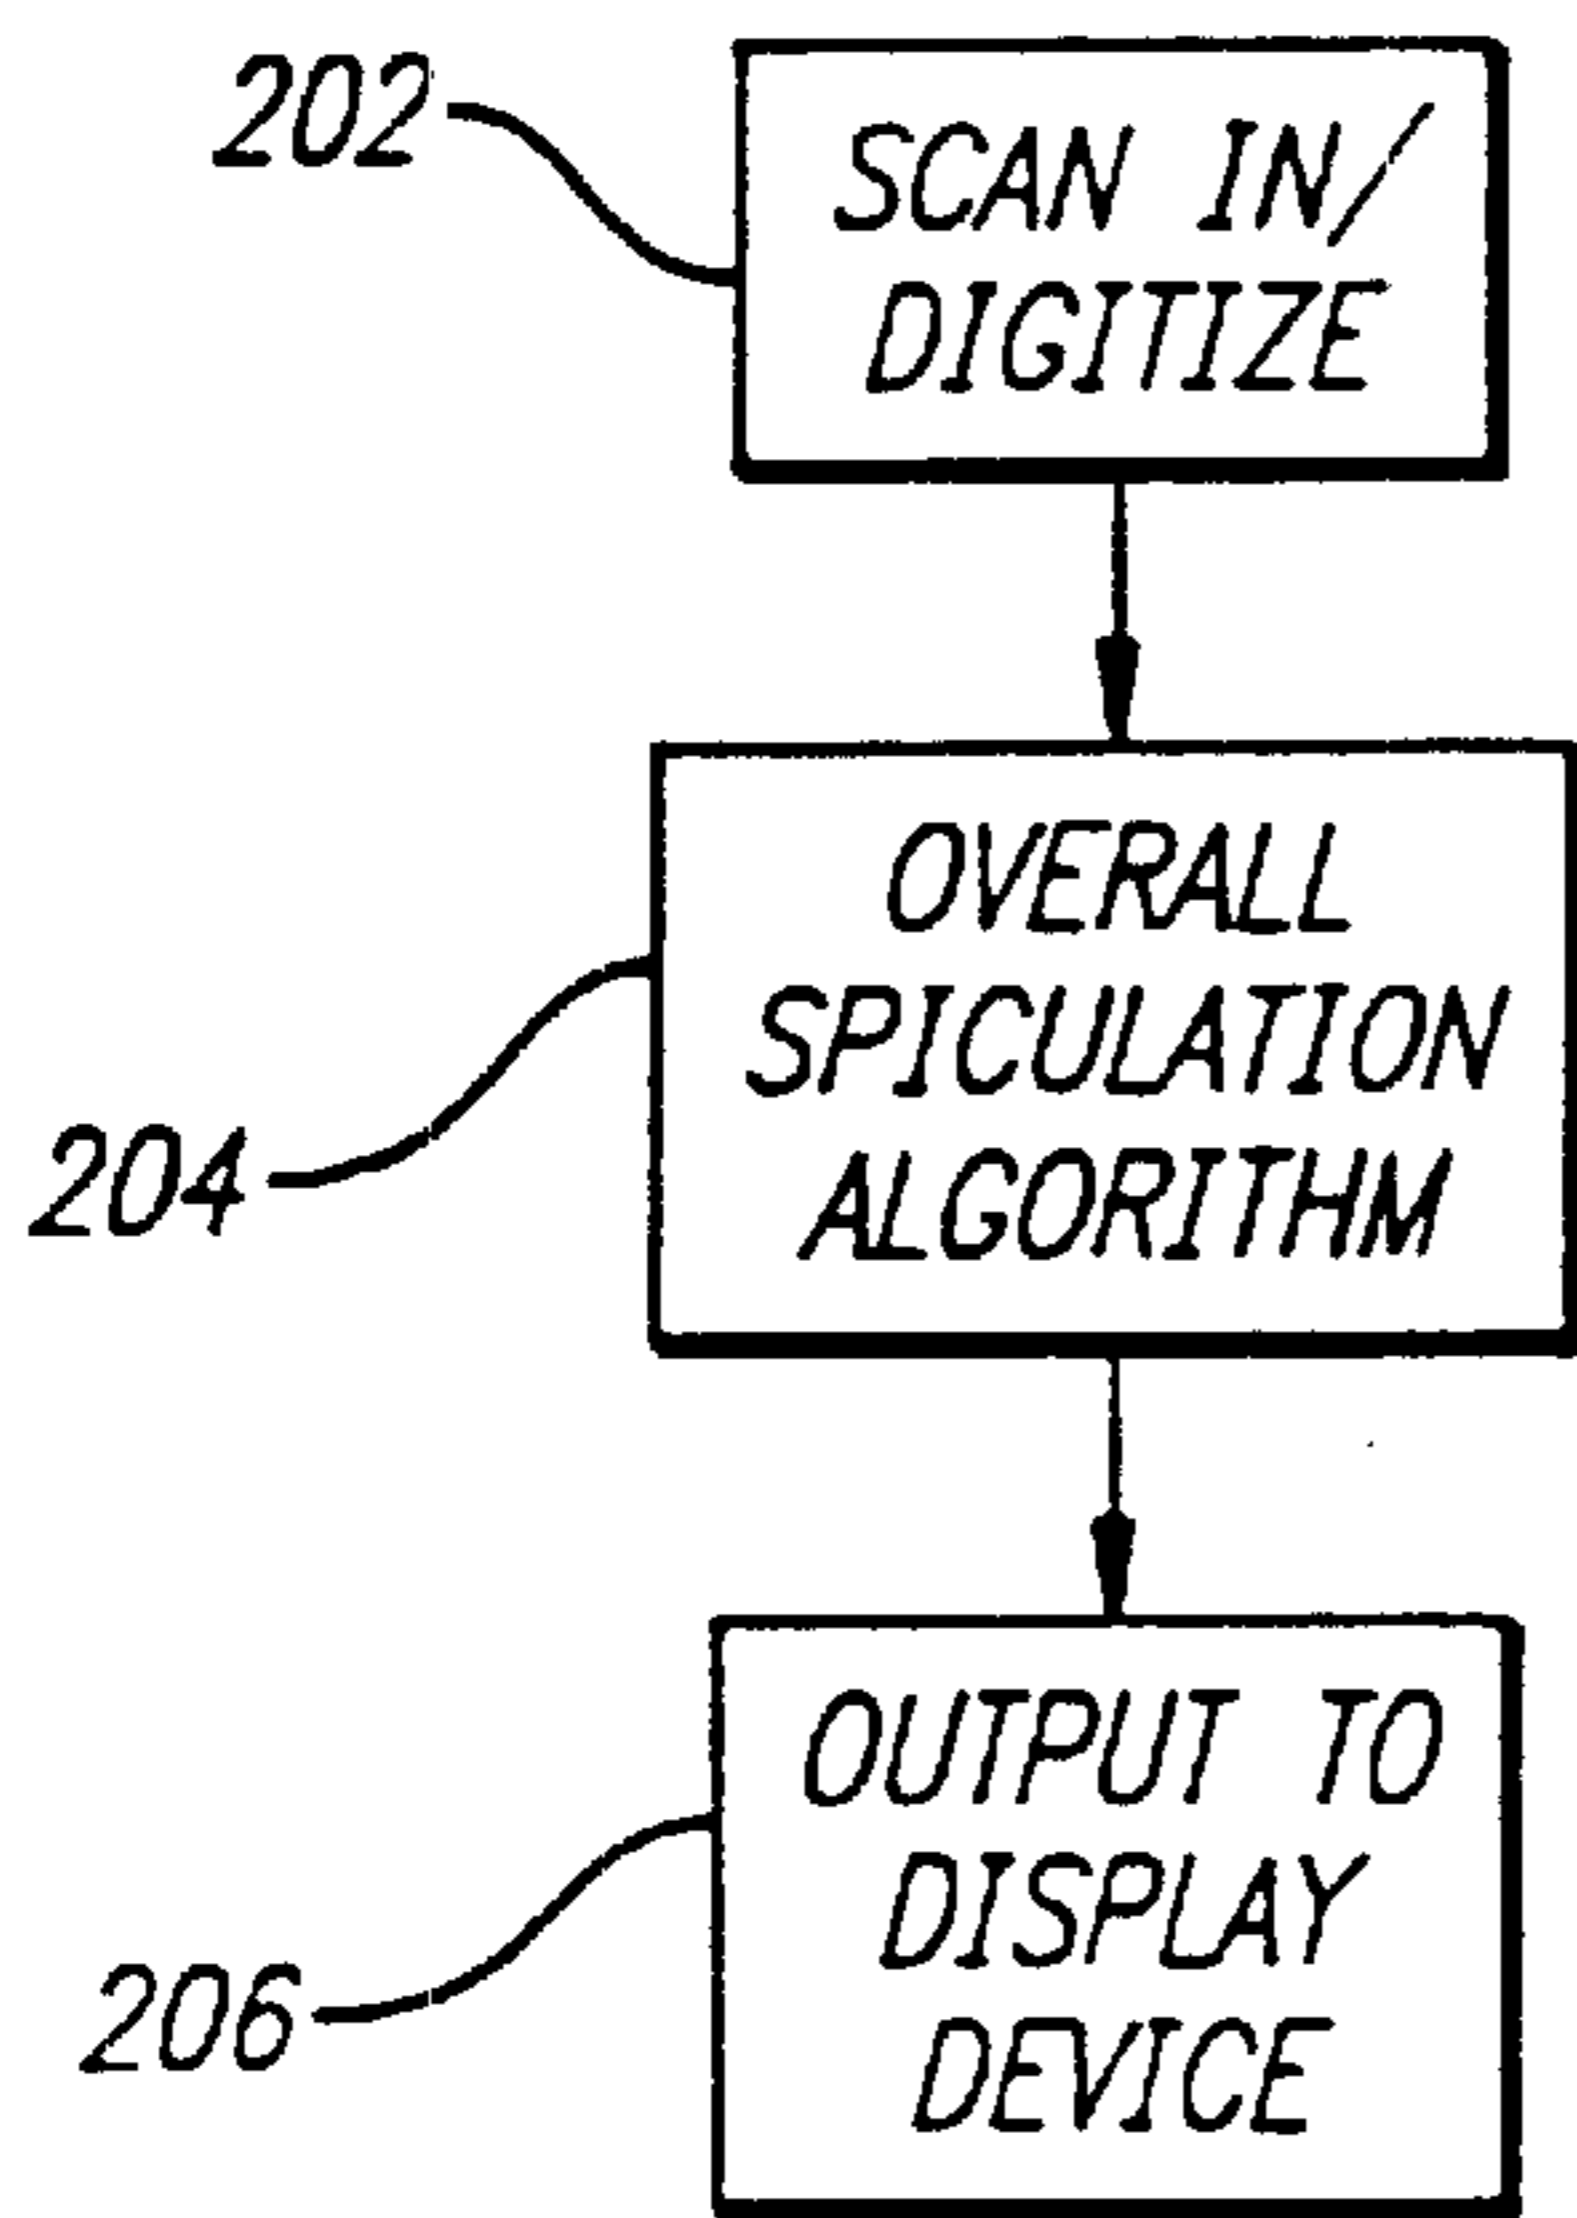 202
SCAN IN/
DIGITIZE
OVERALL
SPICULATION
204
ALGORITHM
OUTPUT TO
DISPLAY
206
DEVICE